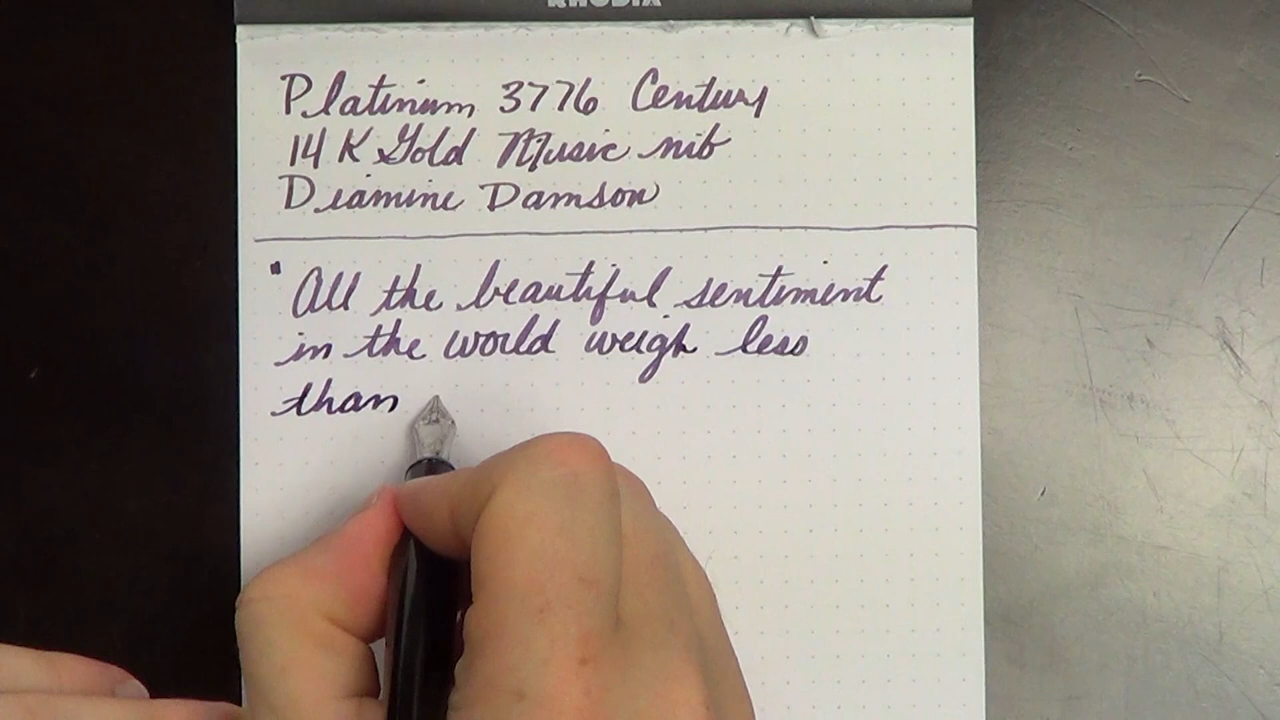 RHODIA
Platinum 3776 Century
14 K Gold Music nib
Diamine Damson
"All the beautiful sentiment
in the world weigh less
than